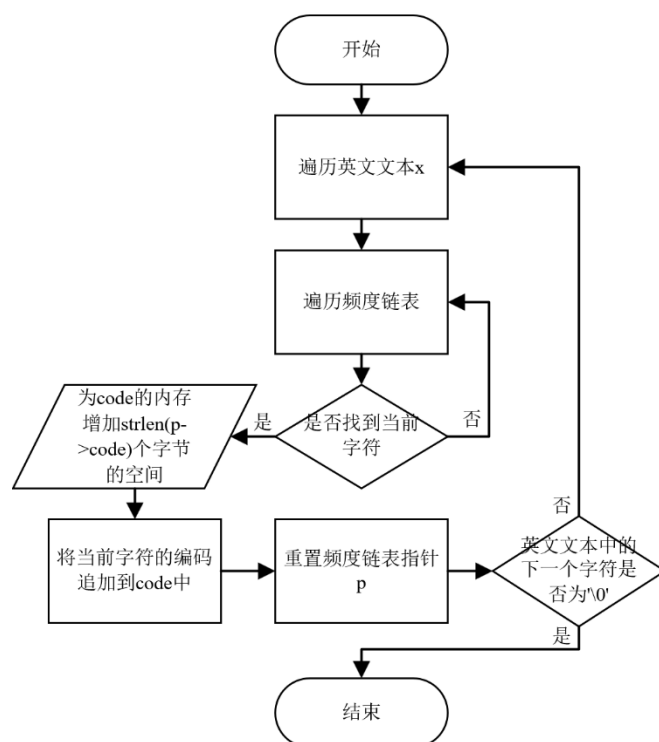 开始
遍历英文文本x
遍历频度链表
是否找到当前
字符
是
否
为code的内存
增加strlen(p-
>code)个字节
的空间
将当前字符的编码
追加到code中
重置频度链表指针
p
英文文本中的
下一个字符是
否为'\0'
否
是
结束